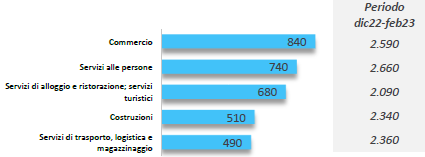 Periodo
dic22-feb23
Commercio 840 2.590
Servizi alle persone 740 2.660
Servizi di alloggio e ristorazione; servizi
turistici 680 2.090
Costruzioni 510 2.340
Servizi di trasporto, logistica e
magazzinaggio 490 2.360